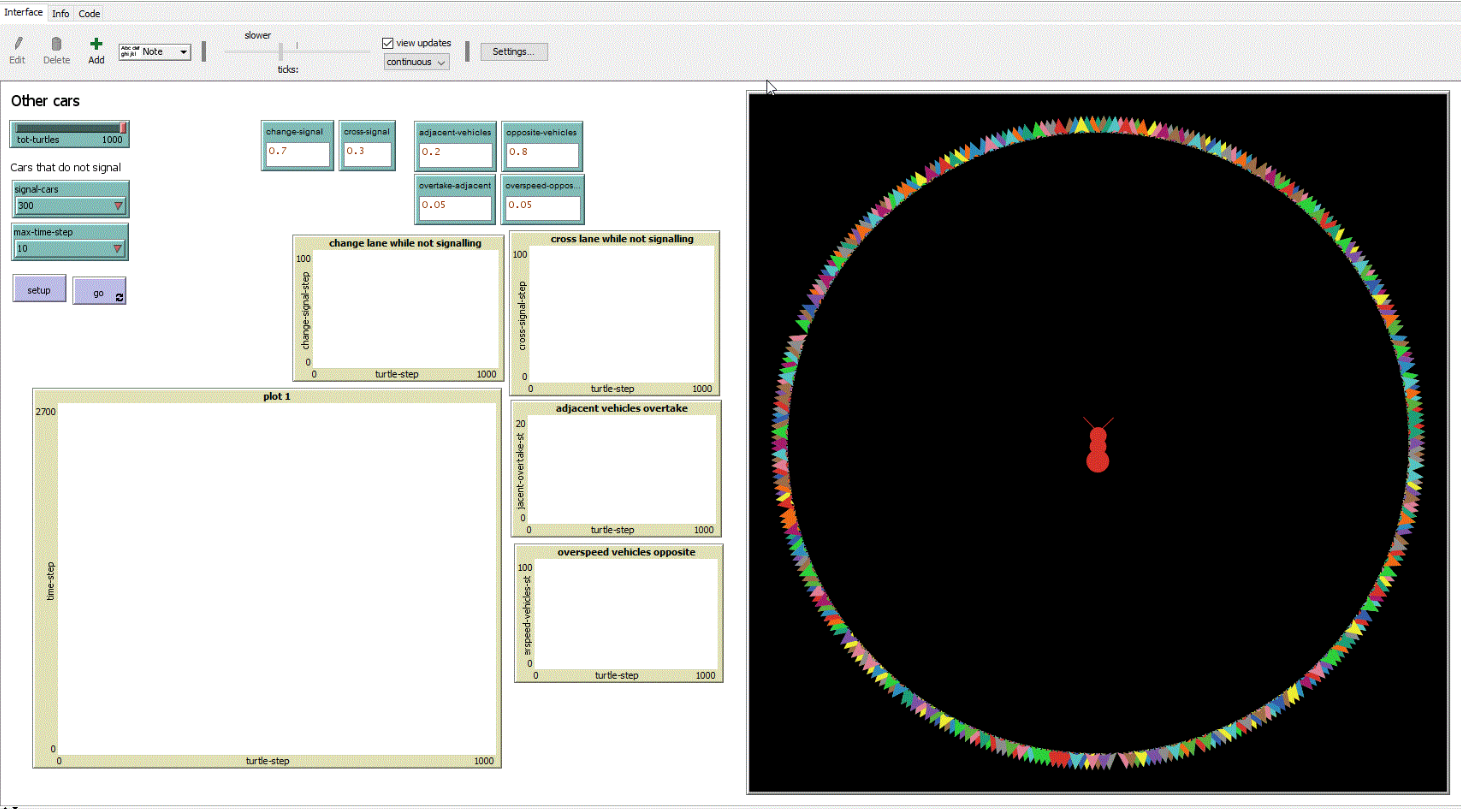 Interface Info Code
slower
Edit Delete Add Note view updates continuous Settings...
ticks:
Other cars
tot-turtles 1000
Cars that do not signal
signal-cars
300
max-time-step
10
setup go
change-signal
0.7
cross-signal
0.3
adjacent-vehicles
0.2
opposite-vehicles
0.8
overtake-adjacent
0.05
overspeed-oppos...
0.05
change lane while not signalling
100
change-signal-step
0
0 turtle-step 1000
cross lane while not signalling
100
cross-signal-step
0
0 turtle-step 1000
plot 1
2700
time-step
0
0 turtle-step 1000
adjacent vehicles overtake
20
jacent-overtake-st
0
0 turtle-step 1000
overspeed vehicles opposite
100
erspeed-vehicles-st
0
0 turtle-step 1000